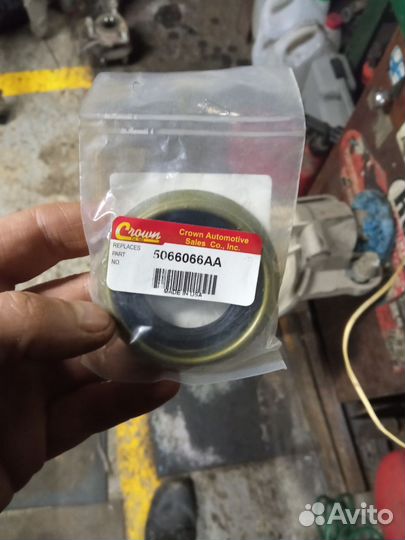 Crown
Crown Automotive
Sales Co., Inc.
REPLACES
PART
NO.
5066066AA
MADE IN USA
Avito